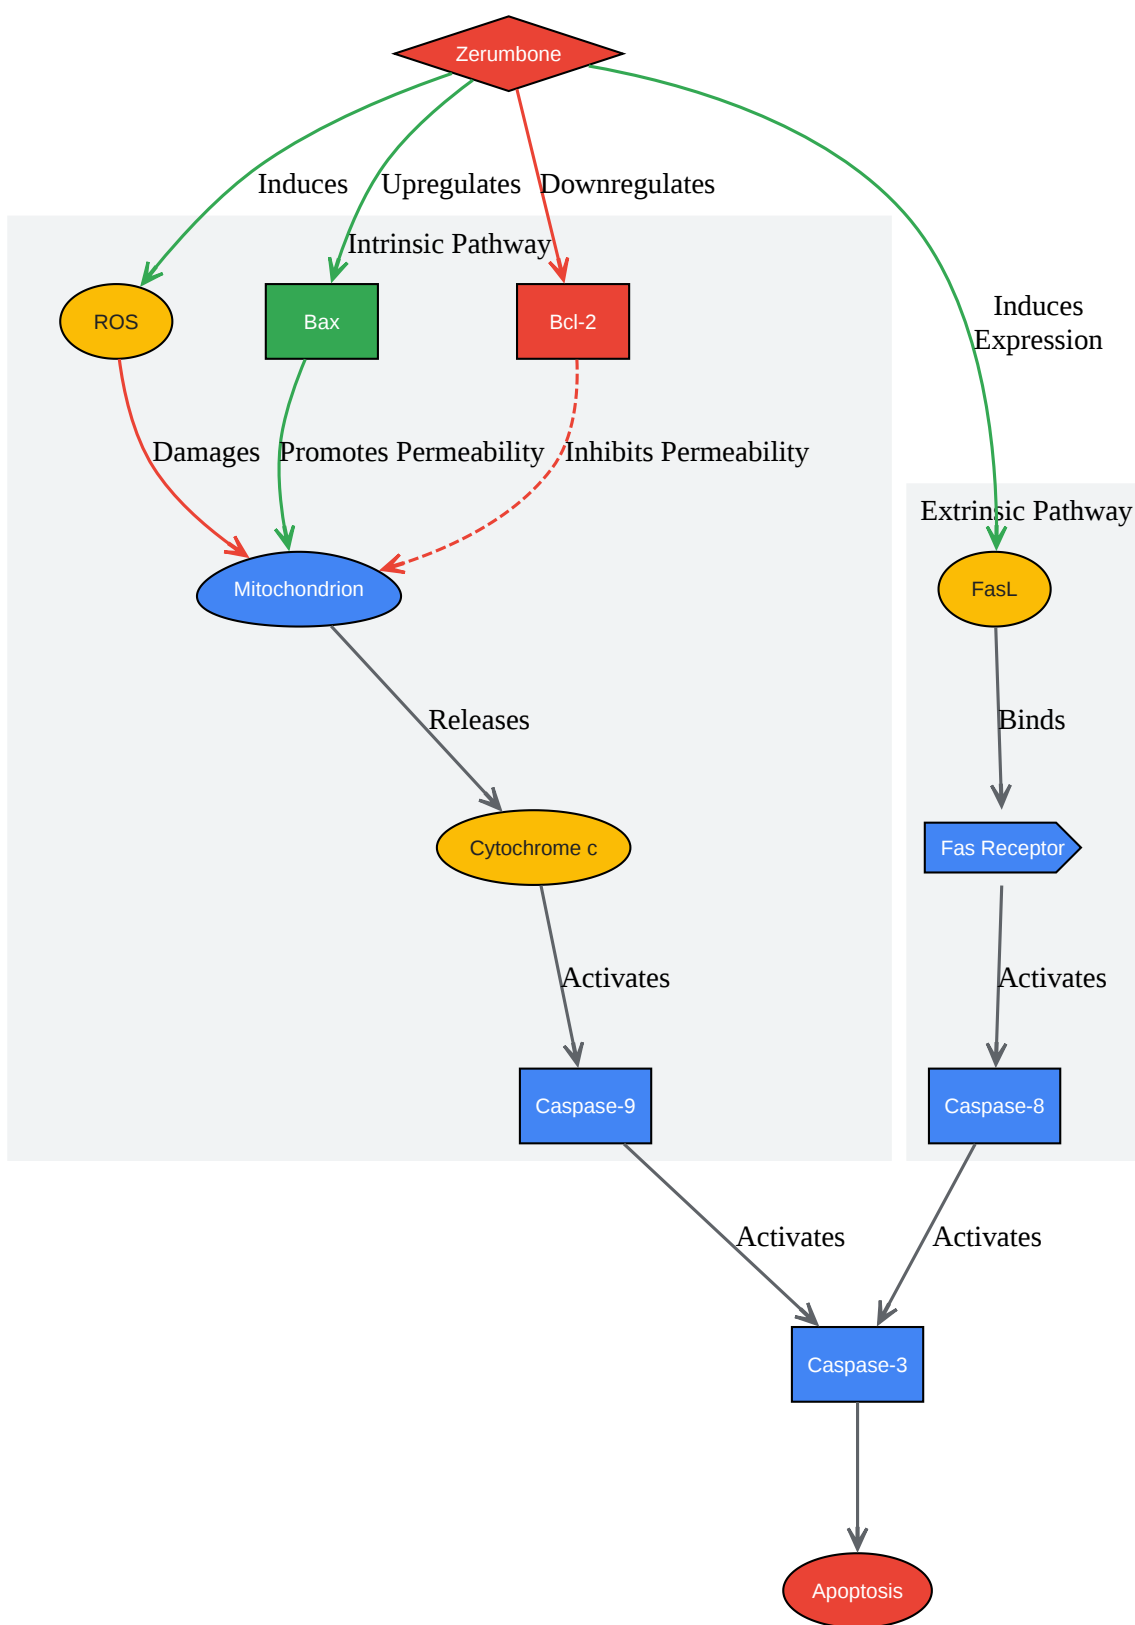 Zerumbone
Induces
Upregulates
Downregulates
Intrinsic Pathway
Induces
Expression
ROS
Bax
Bcl-2
Damages
Promotes Permeability
Inhibits Permeability
Extrinsic Pathway
Mitochondrion
FasL
Releases
Binds
Cytochrome c
Fas Receptor
Activates
Activates
Caspase-9
Caspase-8
Activates
Activates
Caspase-3
Apoptosis